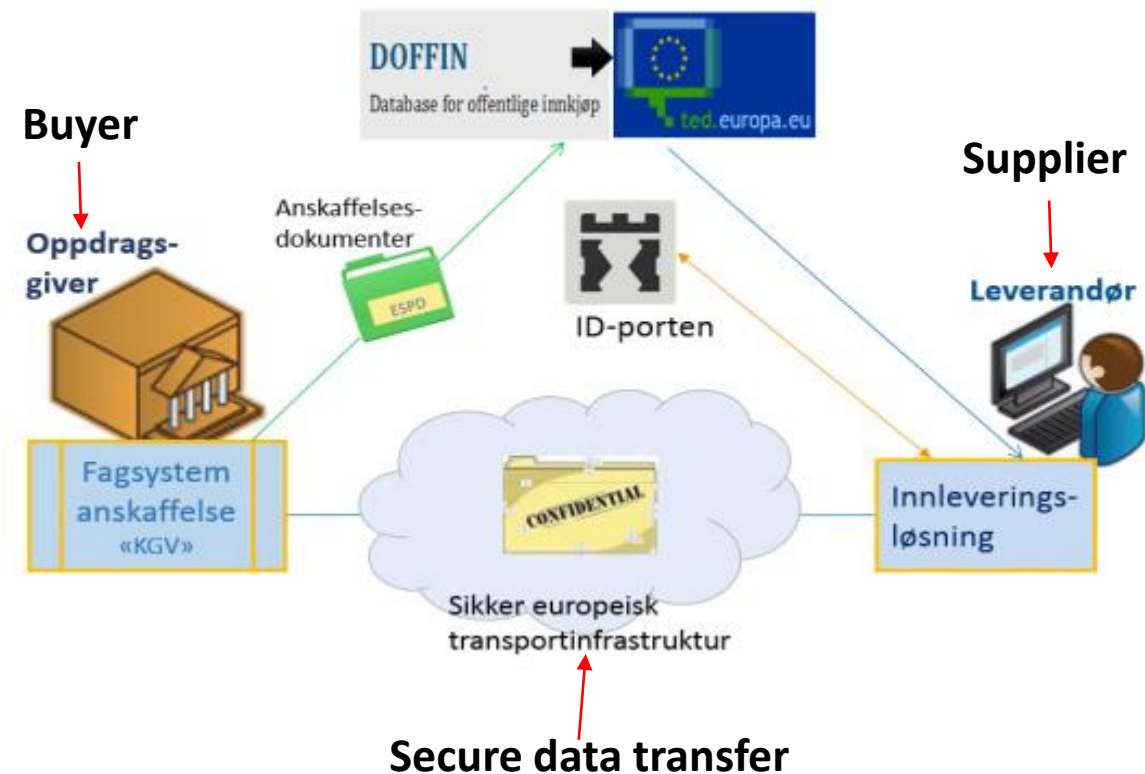 DOFFIN
Database for offentlige innkjøp
ted.europa.eu
Buyer
Supplier
Anskaffelses-
dokumenter
ESPD
Oppdrags-
giver
ID-porten
Leverandør
Fagsystem
anskaffelse
«KGV»
CONFIDENTIAL
Innleverings-
løsning
Sikker europeisk
transportinfrastruktur
Secure data transfer